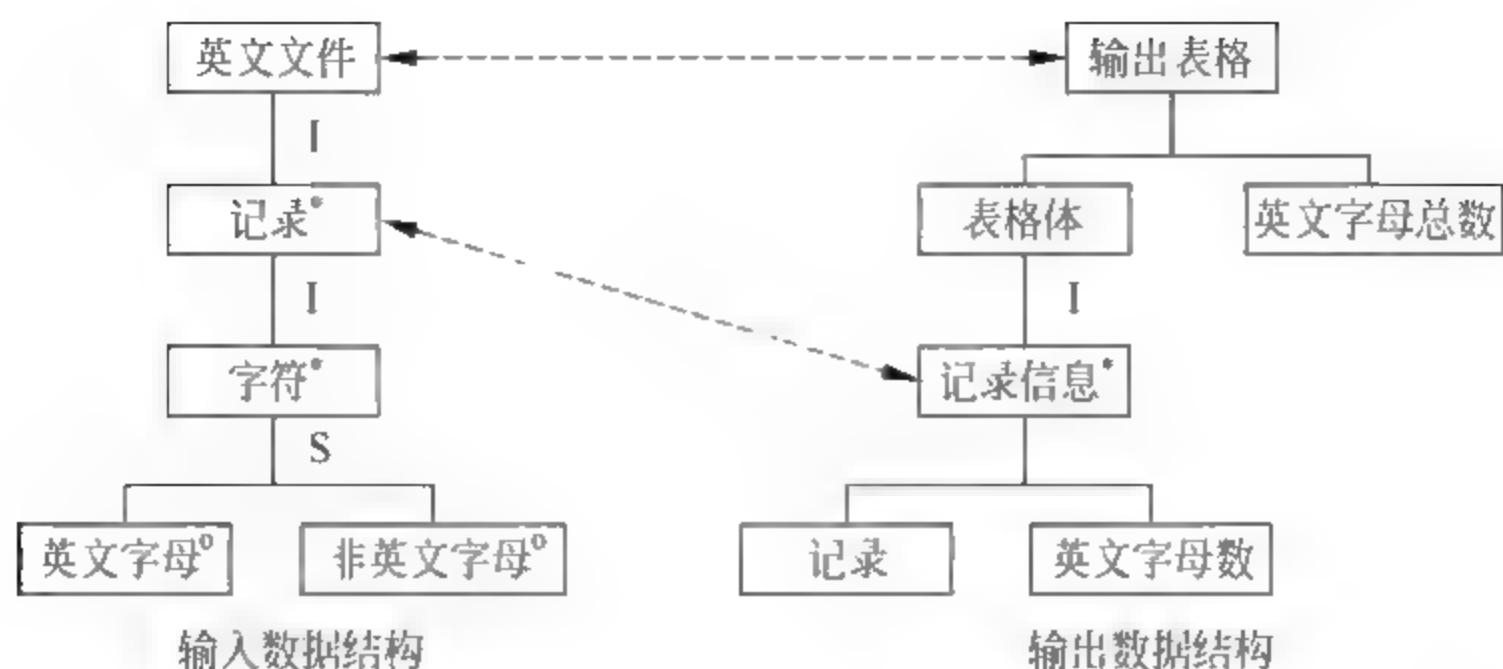 英文文件
输出表格
I
记录*
表格体
英文字母总数
I
I
字符*
记录信息*
S
英文字母°
非英文字母°
记录
英文字母数
输入数据结构
输出数据结构